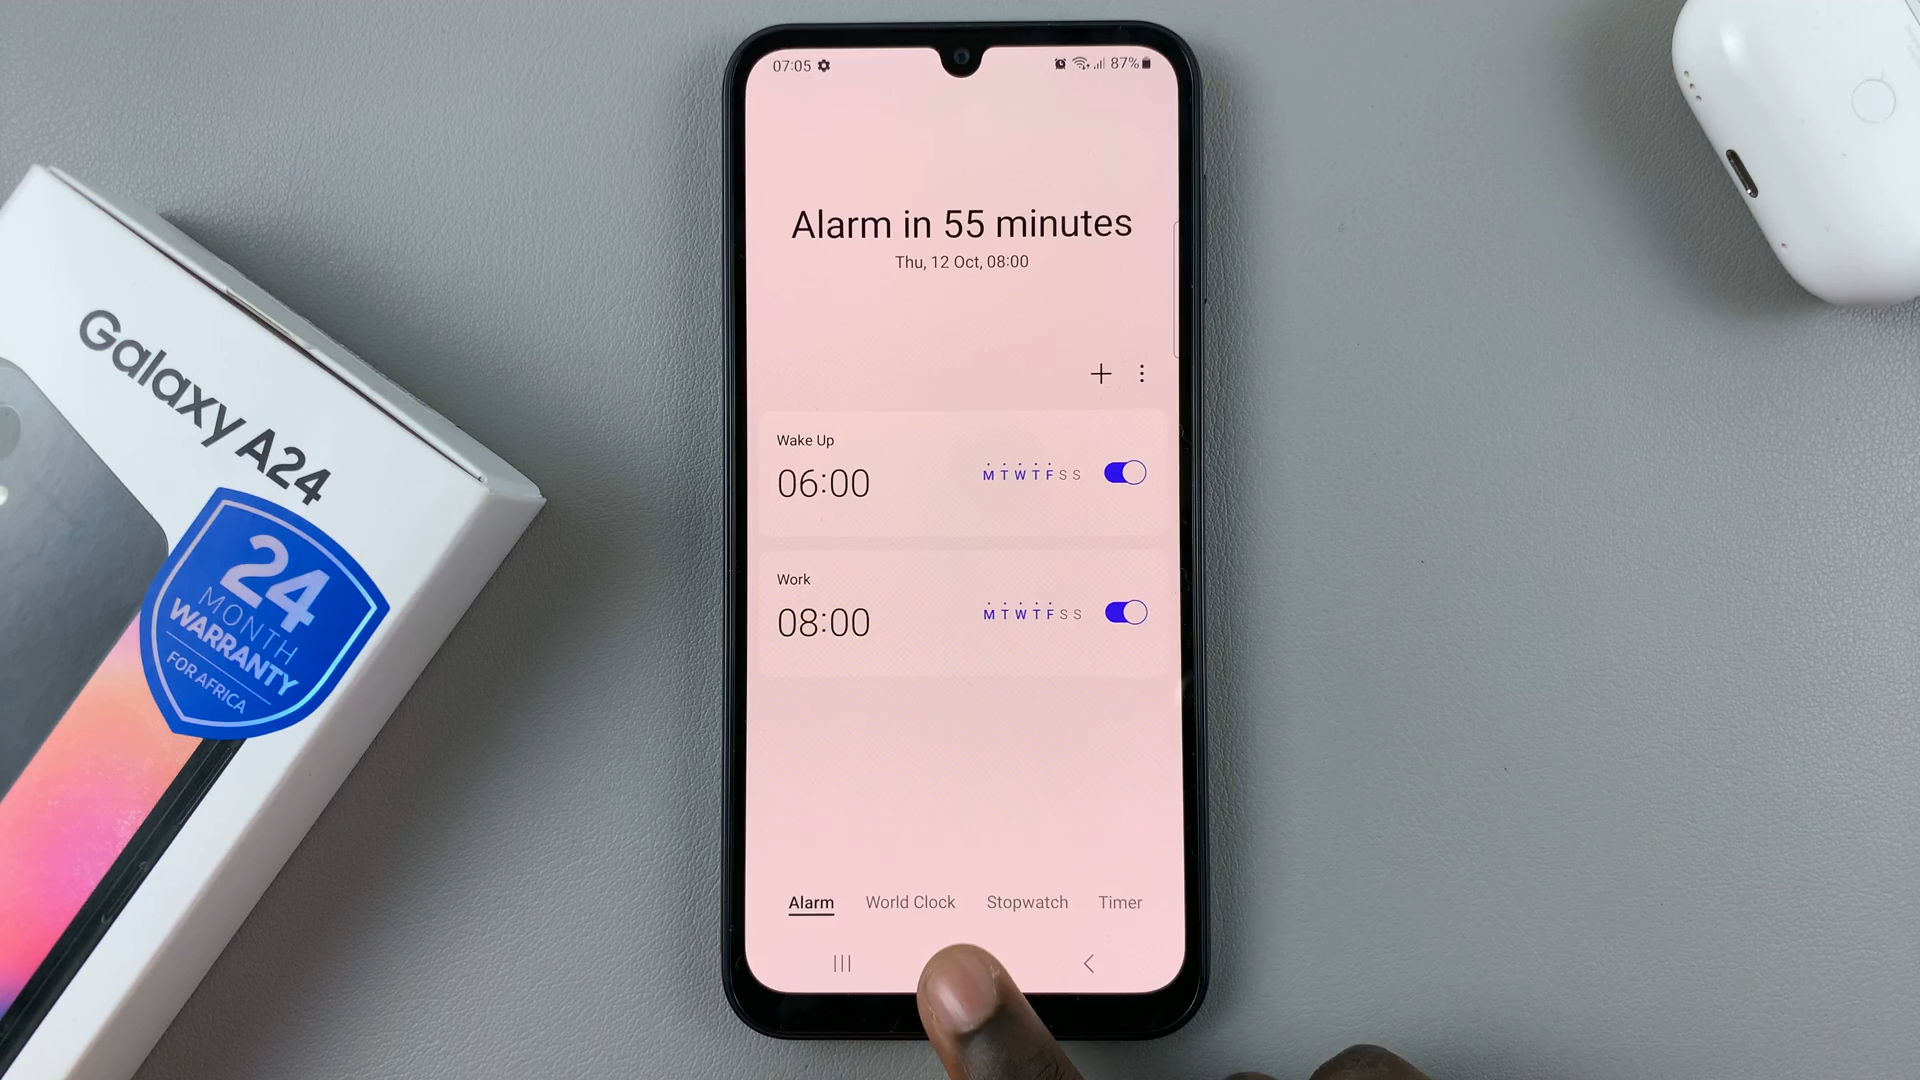 07:05
87%
Alarm in 55 minutes
Thu, 12 Oct, 08:00
Wake Up
06:00
M T W T F S S
Work
08:00
M T W T F S S
Alarm
World Clock
Stopwatch
Timer
Galaxy A24
24
MONTH
WARRANTY
FOR AFRICA